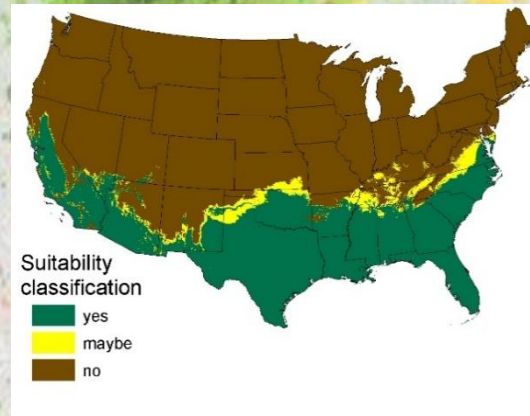 Suitability
classification
yes
maybe
no